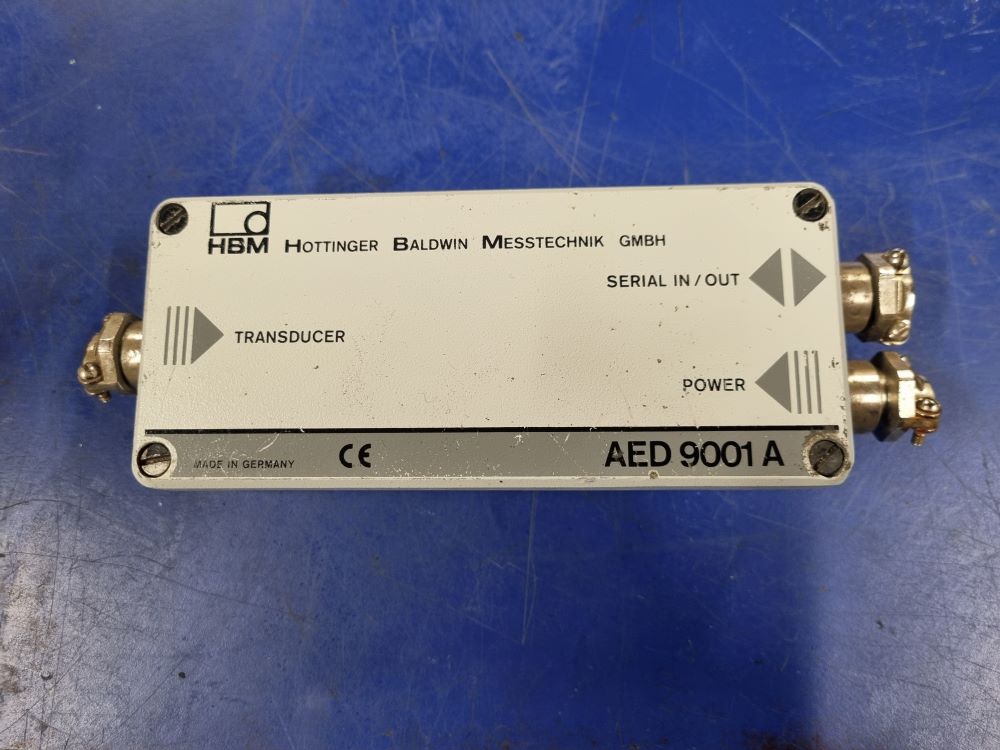 HBM HOTTINGER BALDWIN MESSTECHNIK GMBH
SERIAL IN / OUT
TRANSDUCER
POWER
MADE IN GERMANY CE AED 9001 A